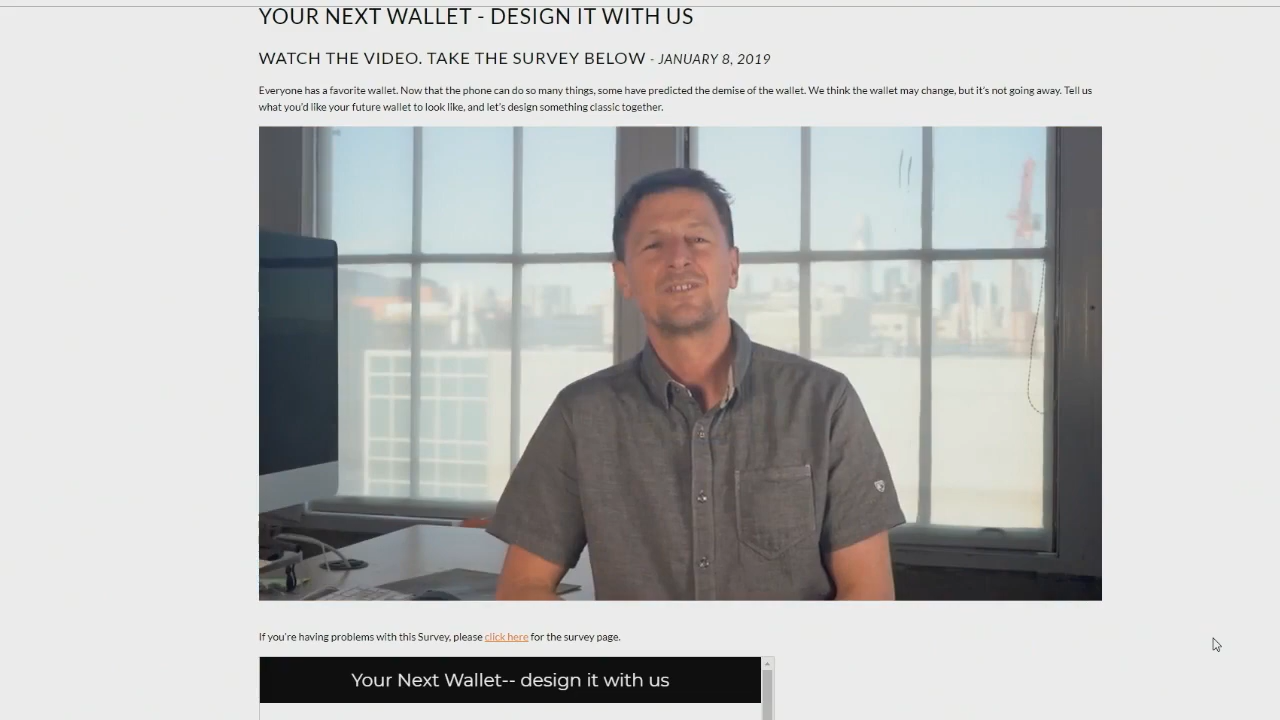 YOUR NEXT WALLET - DESIGN IT WITH US
WATCH THE VIDEO. TAKE THE SURVEY BELOW - JANUARY 8, 2019
Everyone has a favorite wallet. Now that the phone can do so many things, some have predicted the demise of the wallet. We think the wallet may change, but it's not going away. Tell us
what you'd like your future wallet to look like, and let's design something classic together.
If you're having problems with this Survey, please click here for the survey page.
Your Next Wallet-- design it with us